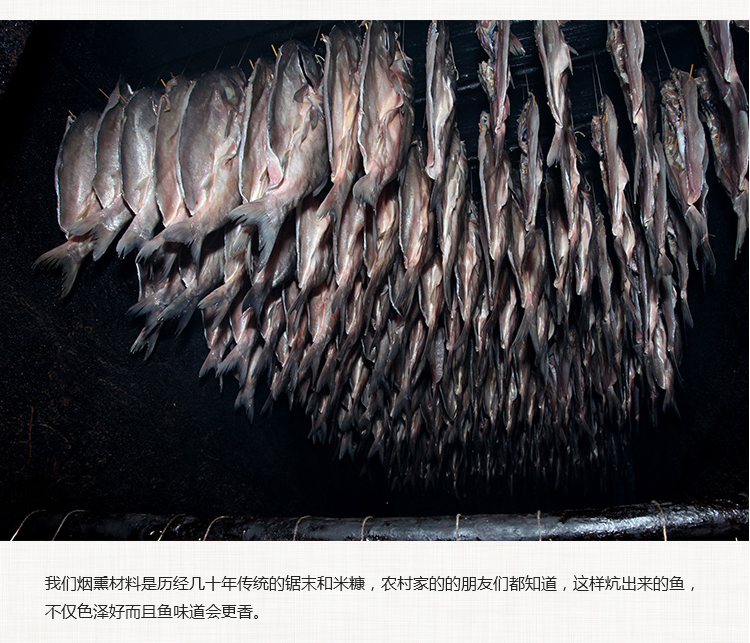 我们烟熏材料是历经几十年传统的锯末和米糠，农村家的的朋友们都知道，这样炕出来的鱼，
不仅色泽好而且鱼味道会更香。